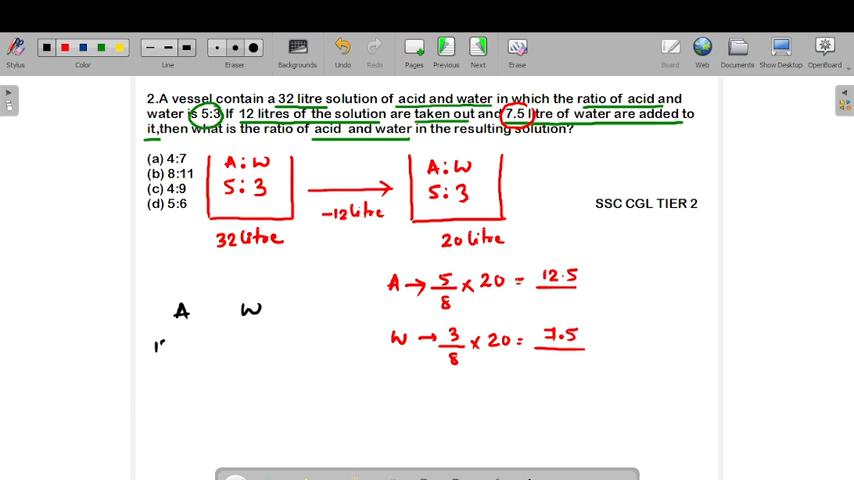 Stylus Color Line Eraser Backgrounds Undo Pages Previous Next Erase Board Web Documents Show Desktop OpenBoard
2.A vessel contain a 32 litre solution of acid and water in which the ratio of acid and
water is 5:3.If 12 litres of the solution are taken out and 7.5 litre of water are added to
it,then what is the ratio of acid and water in the resulting solution?
(a) 4:7
(b) 8:11
(c) 4:9
(d) 5:6
SSC CGL TIER 2
A : W
5 : 3
32 litre
-12 litre
A : W
5 : 3
20 litre
A → 5/8 × 20 = 12.5
W → 3/8 × 20 = 7.5
A W